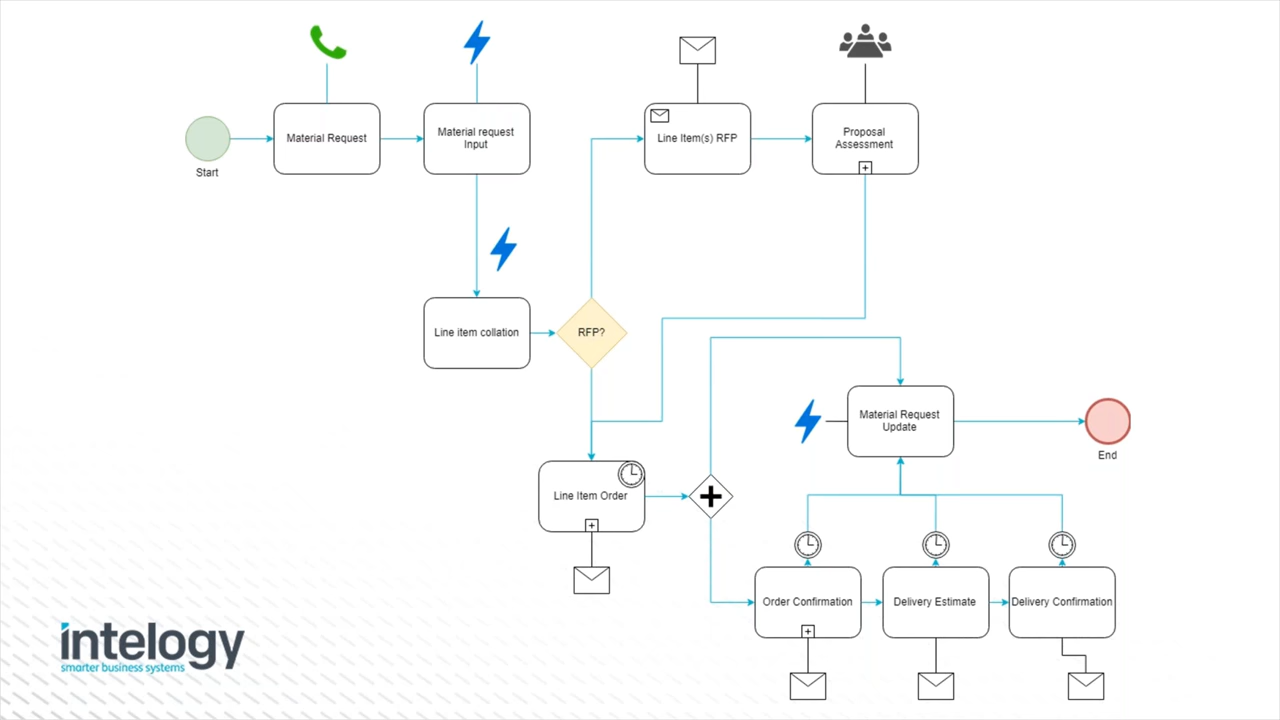 Material Request
Material request
Input
Line Item(s) RFP
Proposal
Assessment
Start
Line item collation
RFP?
Material Request
Update
End
Line Item Order
Order Confirmation
Delivery Estimate
Delivery Confirmation
intelogy
smarter business systems